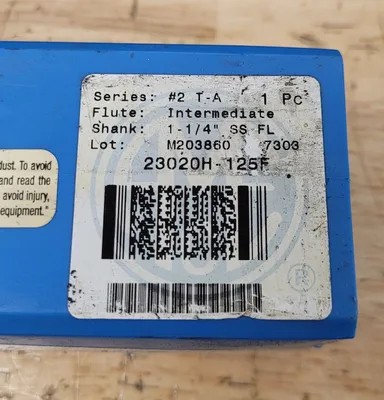 Series: #2 T-A 1 Pc
Flute: Intermediate
Shank: 1-1/4" SS FL
Lot: M203860 7303
23020H-125F
dust. To avoid
and read the
avoid injury,
equipment."
®